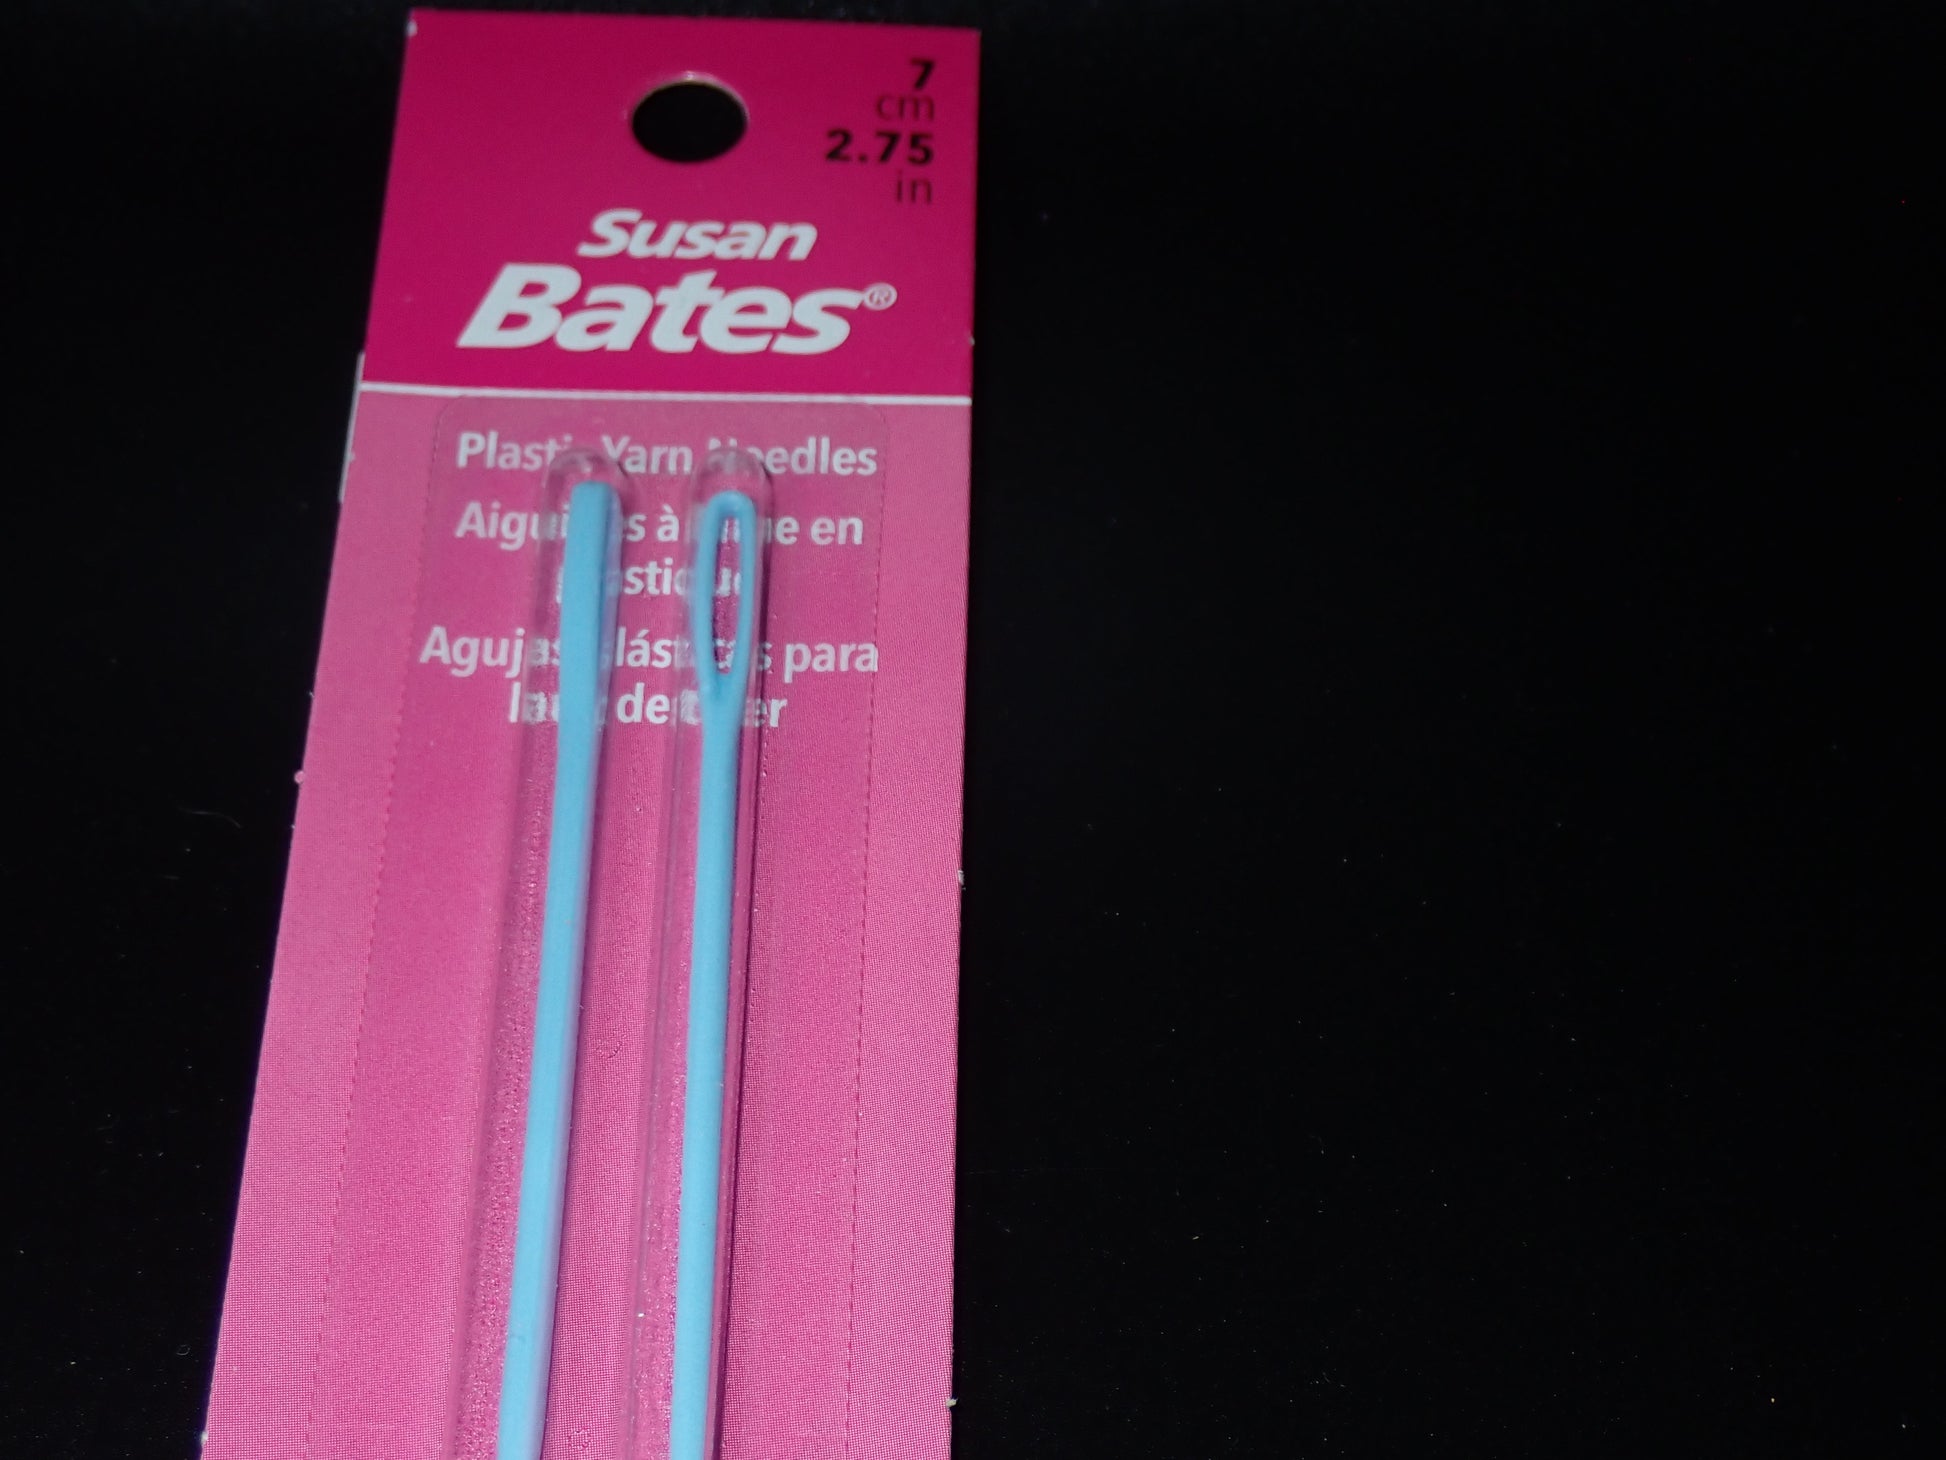 7
cm
2.75
in
Susan
Bates®
Plastic Yarn Needles
Aiguilles à laine en
plastique
Agujas plásticas para
lana de tejer